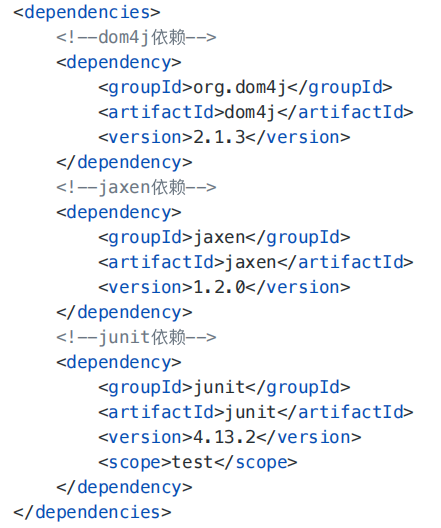 <dependencies>
    <!--dom4j依赖-->
    <dependency>
        <groupId>org.dom4j</groupId>
        <artifactId>dom4j</artifactId>
        <version>2.1.3</version>
    </dependency>
    <!--jaxen依赖-->
    <dependency>
        <groupId>jaxen</groupId>
        <artifactId>jaxen</artifactId>
        <version>1.2.0</version>
    </dependency>
    <!--junit依赖-->
    <dependency>
        <groupId>junit</groupId>
        <artifactId>junit</artifactId>
        <version>4.13.2</version>
        <scope>test</scope>
    </dependency>
</dependencies>